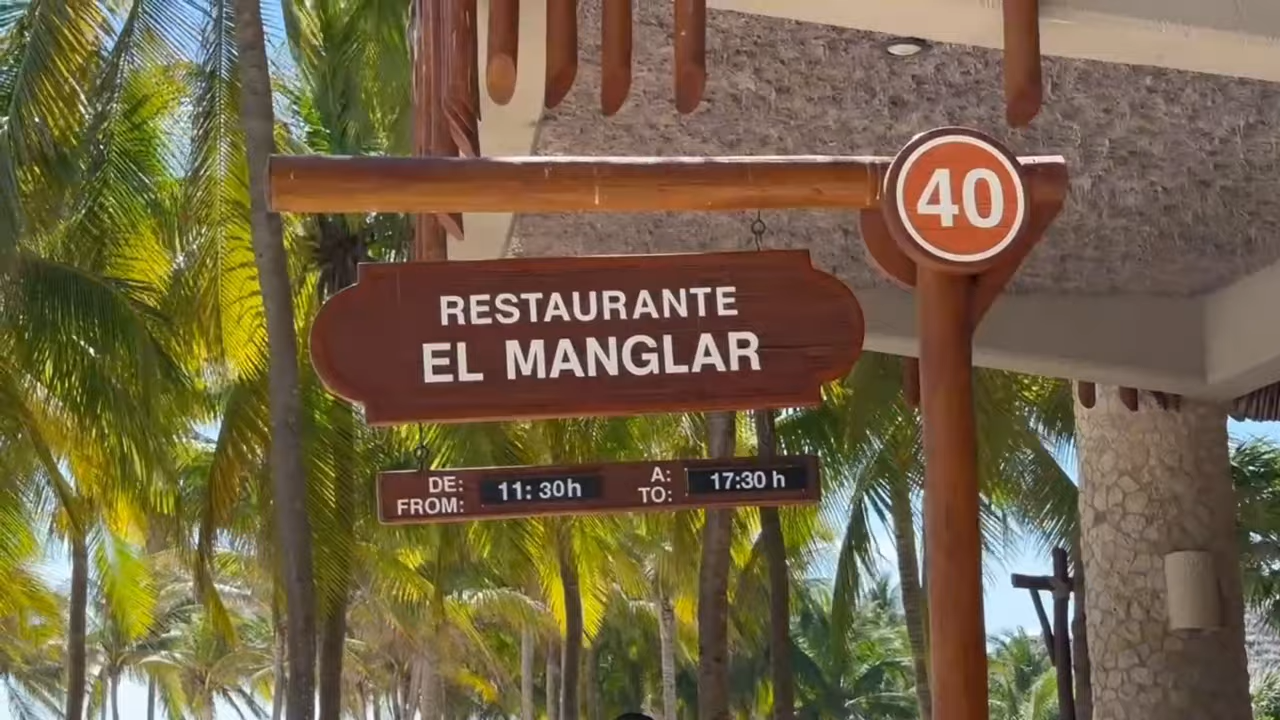 40
RESTAURANTE
EL MANGLAR
DE: 11: 30h A: 17:30 h
FROM: TO: